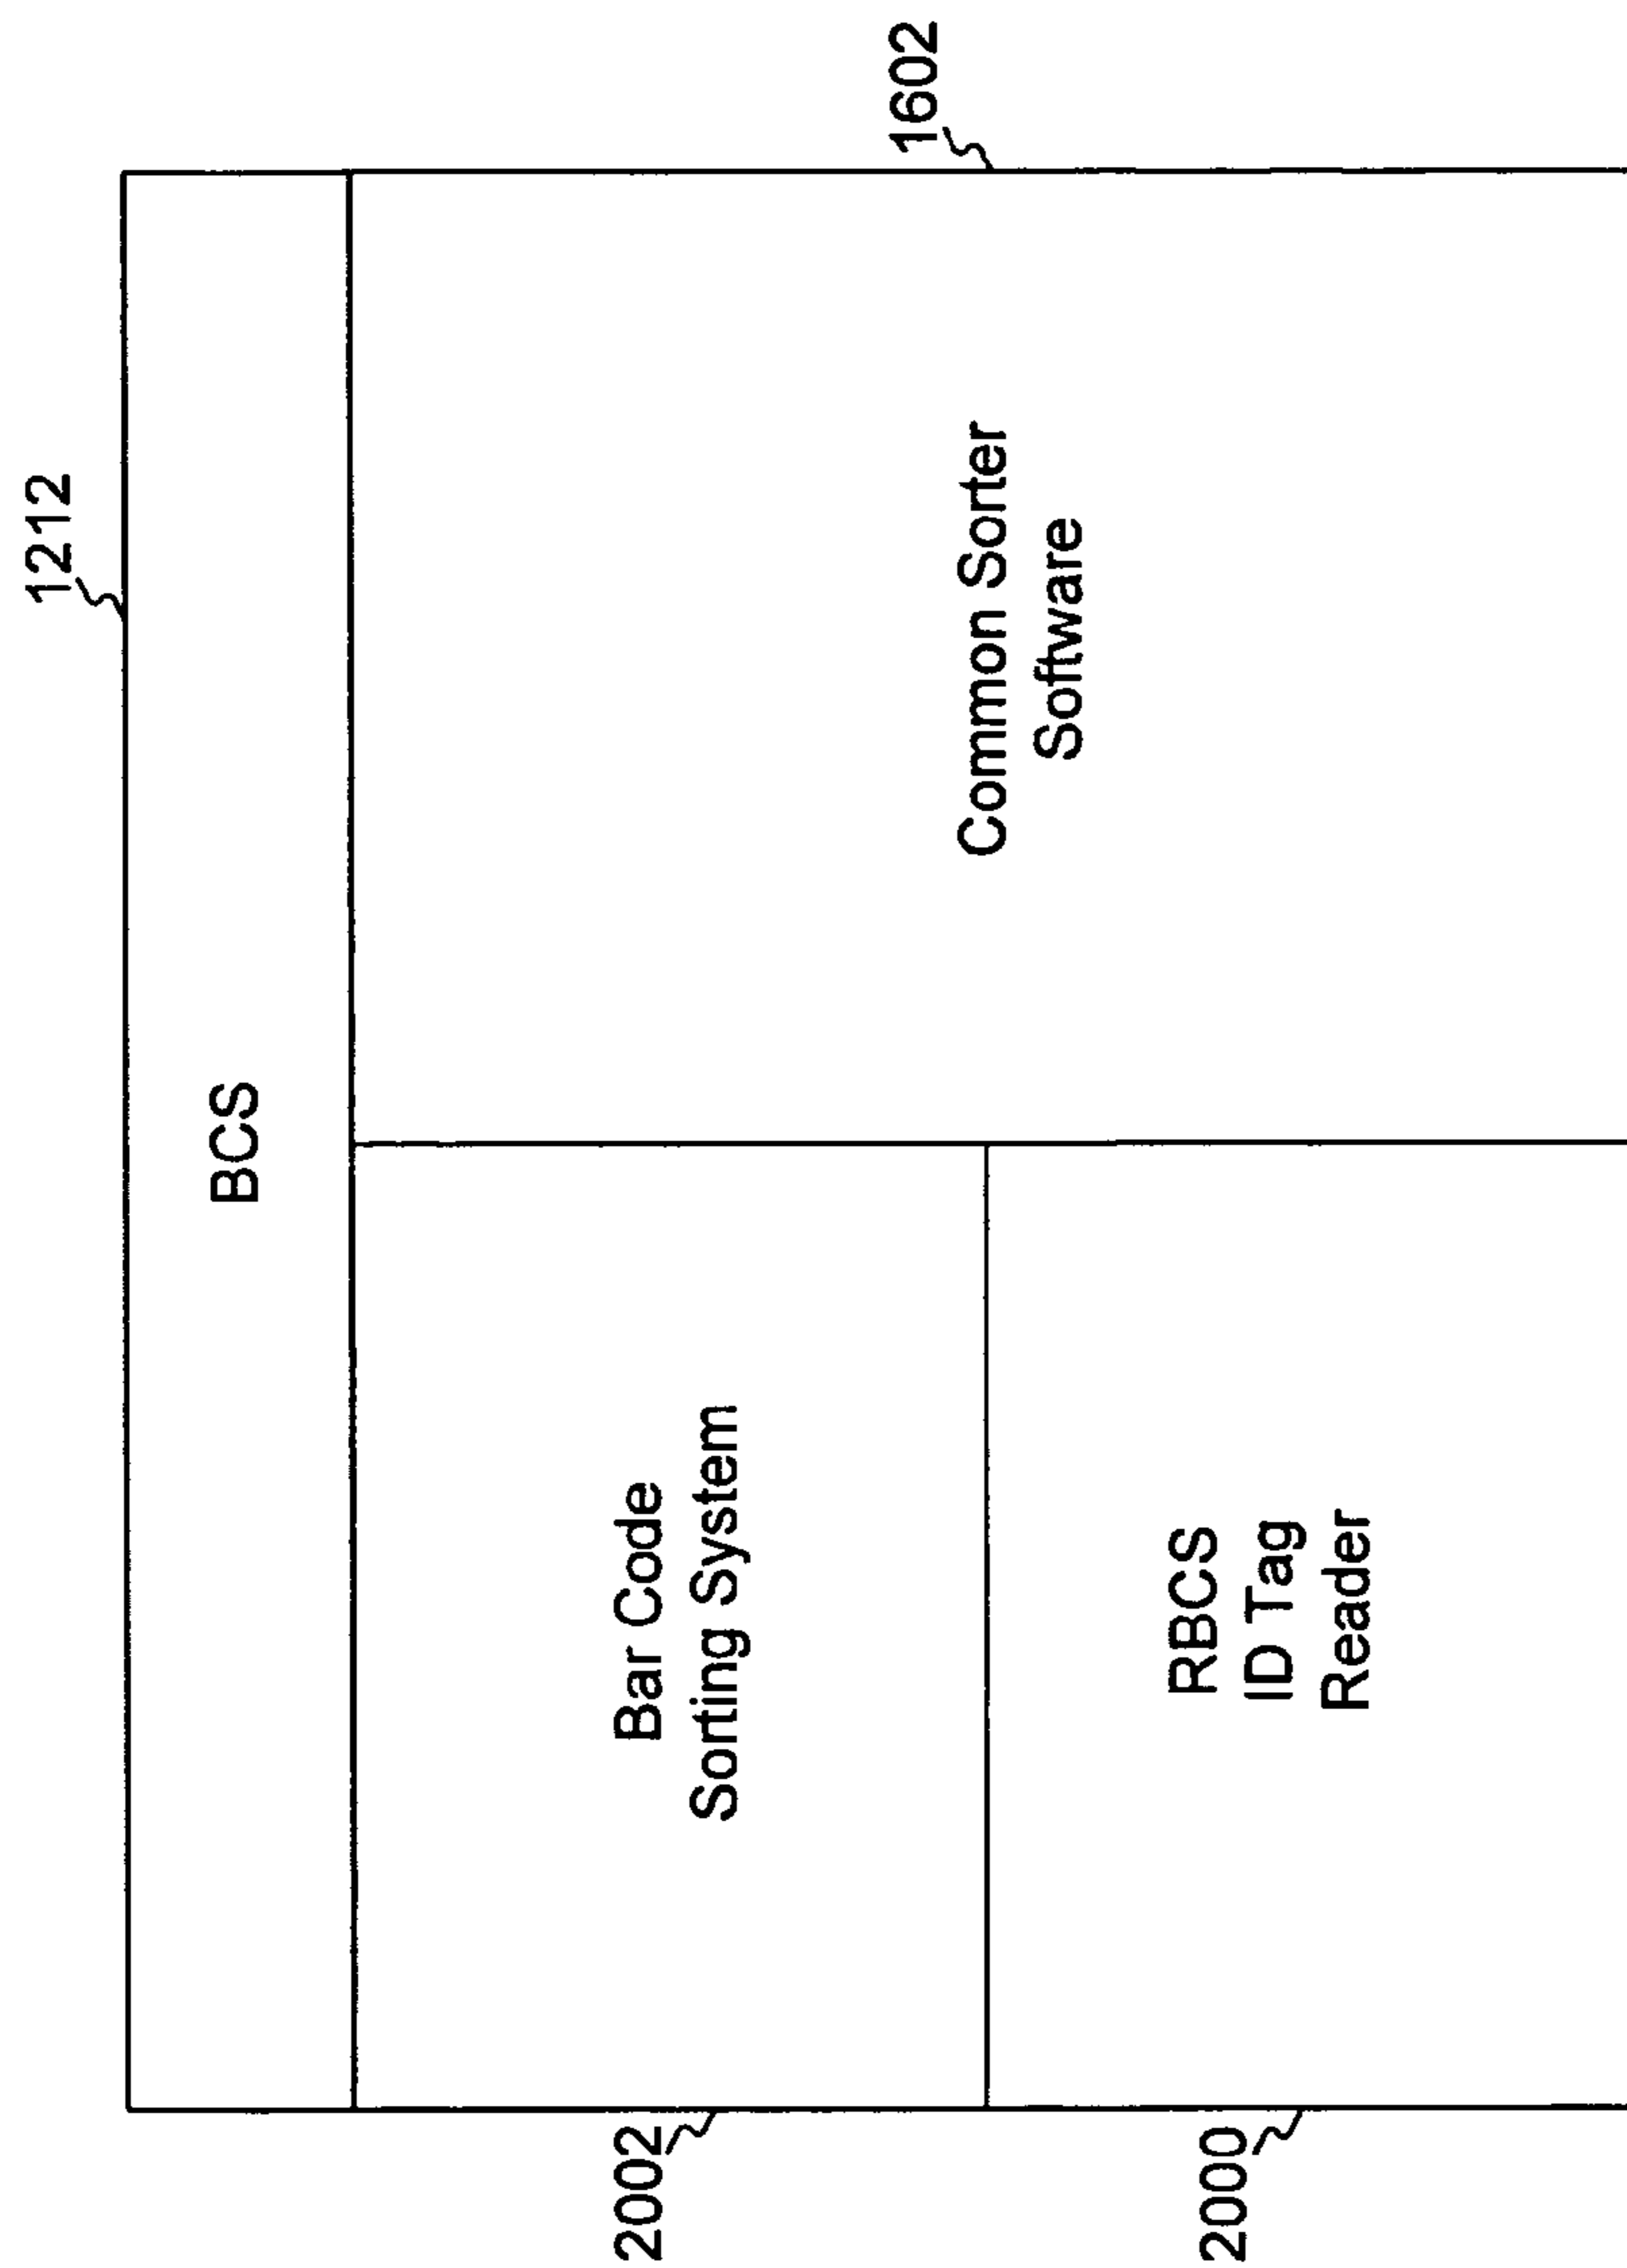 1212
BCS
2002
Bar Code
Sorting System
1602
Common Sorter
Software
2000
RBCS
ID Tag
Reader